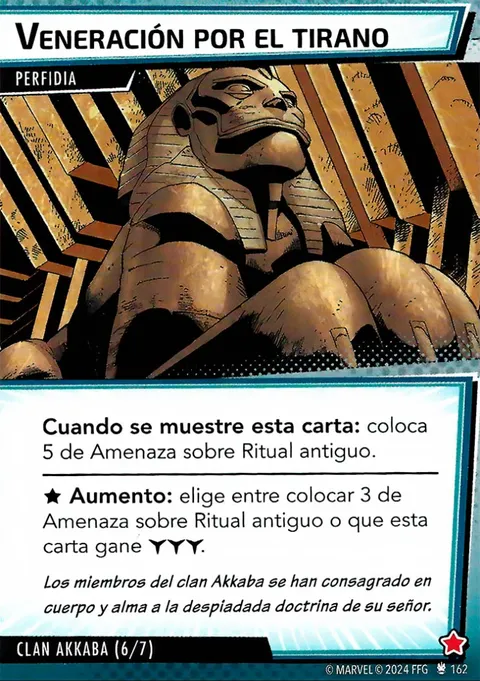 VENERACIÓN POR EL TIRANO
PERFIDIA
Cuando se muestre esta carta: coloca
5 de Amenaza sobre Ritual antiguo.
★ Aumento: elige entre colocar 3 de
Amenaza sobre Ritual antiguo o que esta
carta gane .
Los miembros del clan Akkaba se han consagrado en
cuerpo y alma a la despiadada doctrina de su señor.
CLAN AKKABA (6/7)
© MARVEL © 2024 FFG 162